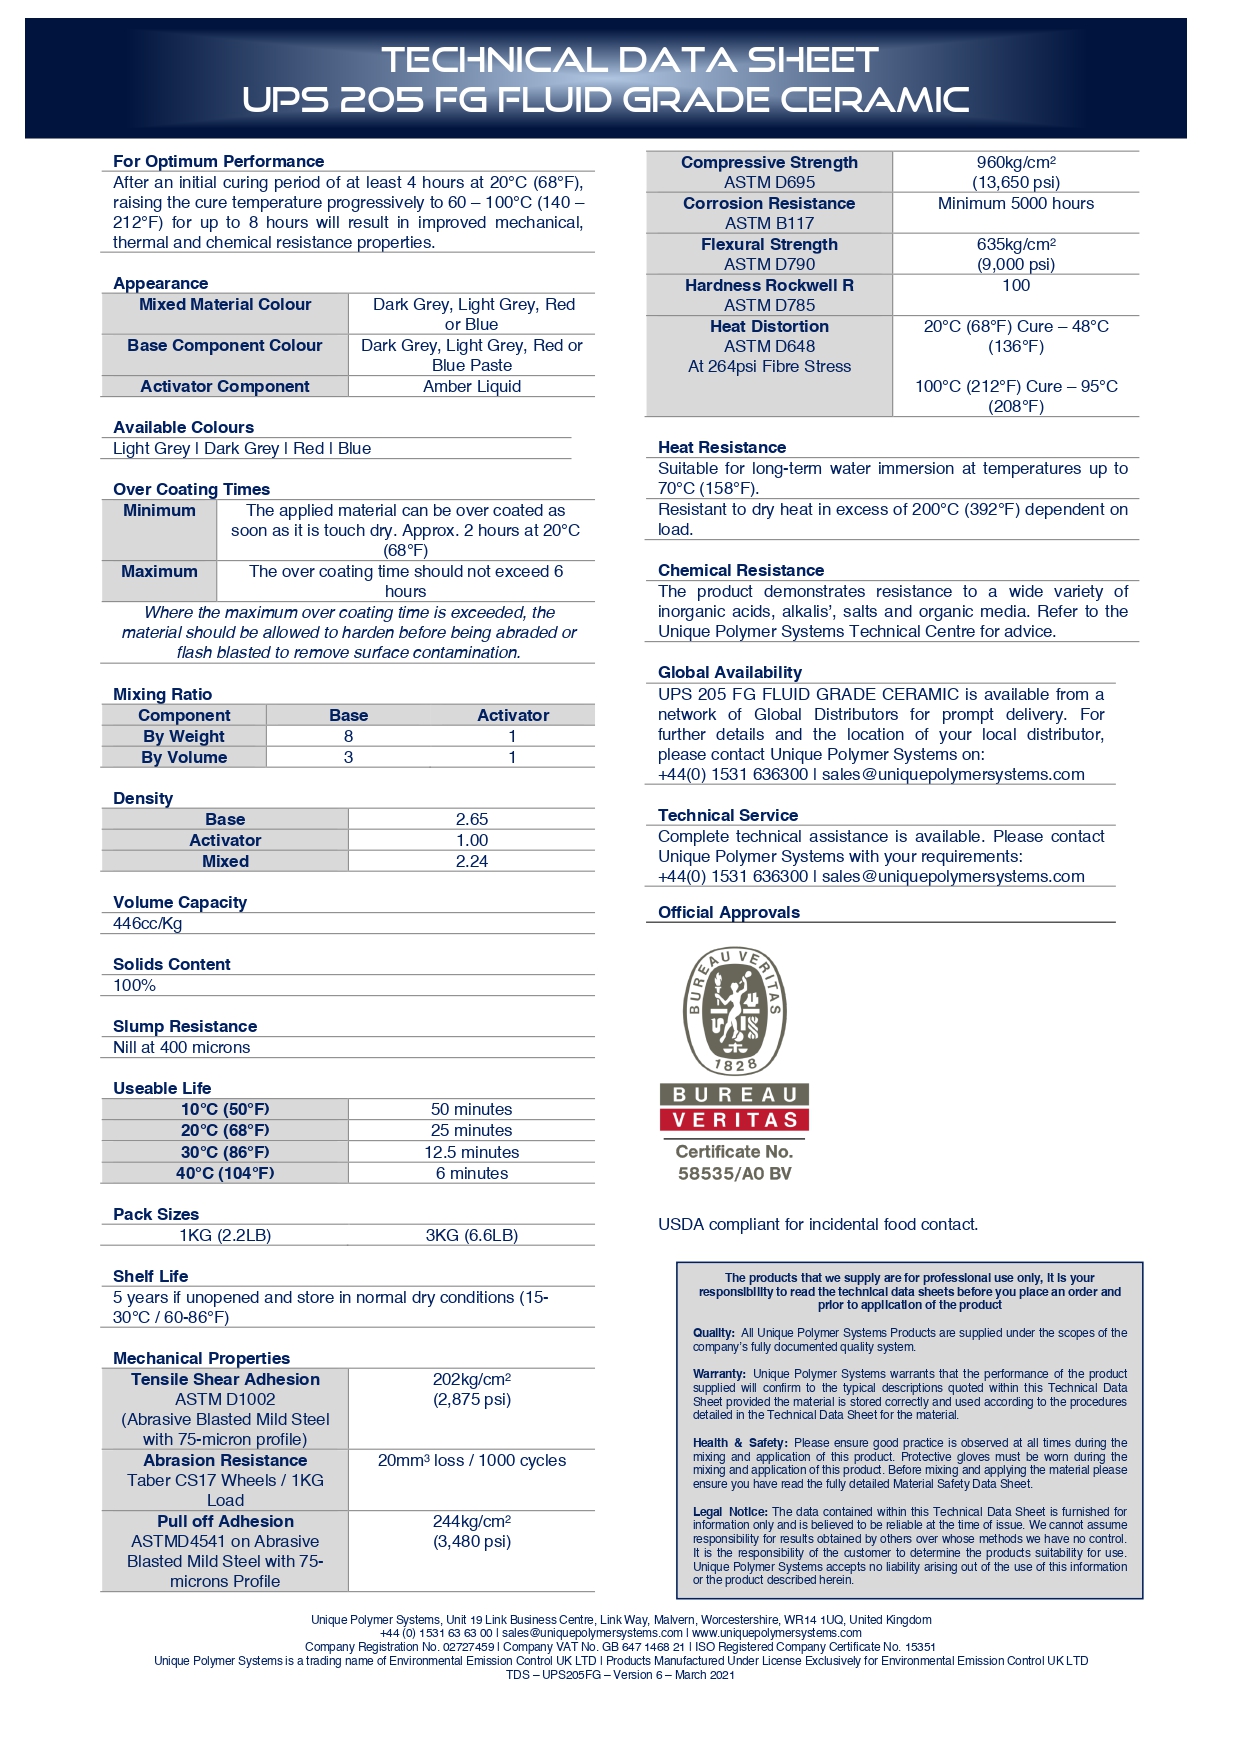 TECHNICAL DATA SHEET
UPS 205 FG FLUID GRADE CERAMIC
For Optimum Performance
After an initial curing period of at least 4 hours at 20°C (68°F),
raising the cure temperature progressively to 60 – 100°C (140 –
212°F) for up to 8 hours will result in improved mechanical,
thermal and chemical resistance properties.
Appearance
Mixed Material Colour Dark Grey, Light Grey, Red
or Blue
Base Component Colour Dark Grey, Light Grey, Red or
Blue Paste
Activator Component Amber Liquid
Available Colours
Light Grey | Dark Grey | Red | Blue
Over Coating Times
Minimum The applied material can be over coated as
soon as it is touch dry. Approx. 2 hours at 20°C
(68°F)
Maximum The over coating time should not exceed 6
hours
Where the maximum over coating time is exceeded, the
material should be allowed to harden before being abraded or
flash blasted to remove surface contamination.
Mixing Ratio
Component Base Activator
By Weight 8 1
By Volume 3 1
Density
Base 2.65
Activator 1.00
Mixed 2.24
Volume Capacity
446cc/Kg
Solids Content
100%
Slump Resistance
Nill at 400 microns
Useable Life
10°C (50°F) 50 minutes
20°C (68°F) 25 minutes
30°C (86°F) 12.5 minutes
40°C (104°F) 6 minutes
Pack Sizes
1KG (2.2LB) 3KG (6.6LB)
Shelf Life
5 years if unopened and store in normal dry conditions (15-
30°C / 60-86°F)
Mechanical Properties
Tensile Shear Adhesion 202kg/cm²
ASTM D1002 (2,875 psi)
(Abrasive Blasted Mild Steel
with 75-micron profile)
Abrasion Resistance 20mm³ loss / 1000 cycles
Taber CS17 Wheels / 1KG
Load
Pull off Adhesion 244kg/cm²
ASTMD4541 on Abrasive (3,480 psi)
Blasted Mild Steel with 75-
microns Profile
Compressive Strength 960kg/cm²
ASTM D695 (13,650 psi)
Corrosion Resistance Minimum 5000 hours
ASTM B117
Flexural Strength 635kg/cm²
ASTM D790 (9,000 psi)
Hardness Rockwell R 100
ASTM D785
Heat Distortion 20°C (68°F) Cure – 48°C
ASTM D648 (136°F)
At 264psi Fibre Stress
100°C (212°F) Cure – 95°C
(208°F)
Heat Resistance
Suitable for long-term water immersion at temperatures up to
70°C (158°F).
Resistant to dry heat in excess of 200°C (392°F) dependent on
load.
Chemical Resistance
The product demonstrates resistance to a wide variety of
inorganic acids, alkalis’, salts and organic media. Refer to the
Unique Polymer Systems Technical Centre for advice.
Global Availability
UPS 205 FG FLUID GRADE CERAMIC is available from a
network of Global Distributors for prompt delivery. For
further details and the location of your local distributor,
please contact Unique Polymer Systems on:
+44(0) 1531 636300 | sales@uniquepolymersystems.com
Technical Service
Complete technical assistance is available. Please contact
Unique Polymer Systems with your requirements:
+44(0) 1531 636300 | sales@uniquepolymersystems.com
Official Approvals
BUREAU VERITAS
1828
BUREAU
VERITAS
Certificate No.
58535/A0 BV
USDA compliant for incidental food contact.
The products that we supply are for professional use only, it is your
responsibility to read the technical data sheets before you place an order and
prior to application of the product
Quality: All Unique Polymer Systems Products are supplied under the scopes of the
company’s fully documented quality system.
Warranty: Unique Polymer Systems warrants that the performance of the product
supplied will confirm to the typical descriptions quoted within this Technical Data
Sheet provided the material is stored correctly and used according to the procedures
detailed in the Technical Data Sheet for the material.
Health & Safety: Please ensure good practice is observed at all times during the
mixing and application of this product. Protective gloves must be worn during the
mixing and application of this product. Before mixing and applying the material please
ensure you have read the fully detailed Material Safety Data Sheet.
Legal Notice: The data contained within this Technical Data Sheet is furnished for
information only and is believed to be reliable at the time of issue. We cannot assume
responsibility for results obtained by others over whose methods we have no control.
It is the responsibility of the customer to determine the products suitability for use.
Unique Polymer Systems accepts no liability arising out of the use of this information
or the product described herein.
Unique Polymer Systems, Unit 19 Link Business Centre, Link Way, Malvern, Worcestershire, WR14 1UQ, United Kingdom
+44 (0) 1531 63 63 00 | sales@uniquepolymersystems.com | www.uniquepolymersystems.com
Company Registration No. 02727459 | Company VAT No. GB 647 1468 21 | ISO Registered Company Certificate No. 15351
Unique Polymer Systems is a trading name of Environmental Emission Control UK LTD | Products Manufactured Under License Exclusively for Environmental Emission Control UK LTD
TDS – UPS205FG – Version 6 – March 2021